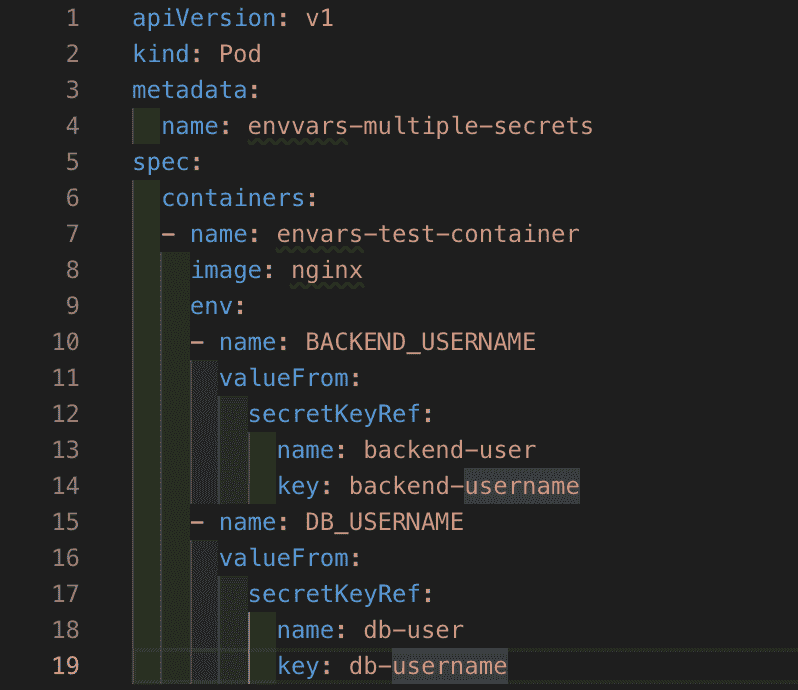 1 apiVersion: v1
2 kind: Pod
3 metadata:
4   name: envvars-multiple-secrets
5 spec:
6   containers:
7   - name: envars-test-container
8     image: nginx
9     env:
10     - name: BACKEND_USERNAME
11       valueFrom:
12         secretKeyRef:
13           name: backend-user
14           key: backend-username
15     - name: DB_USERNAME
16       valueFrom:
17         secretKeyRef:
18           name: db-user
19           key: db-username